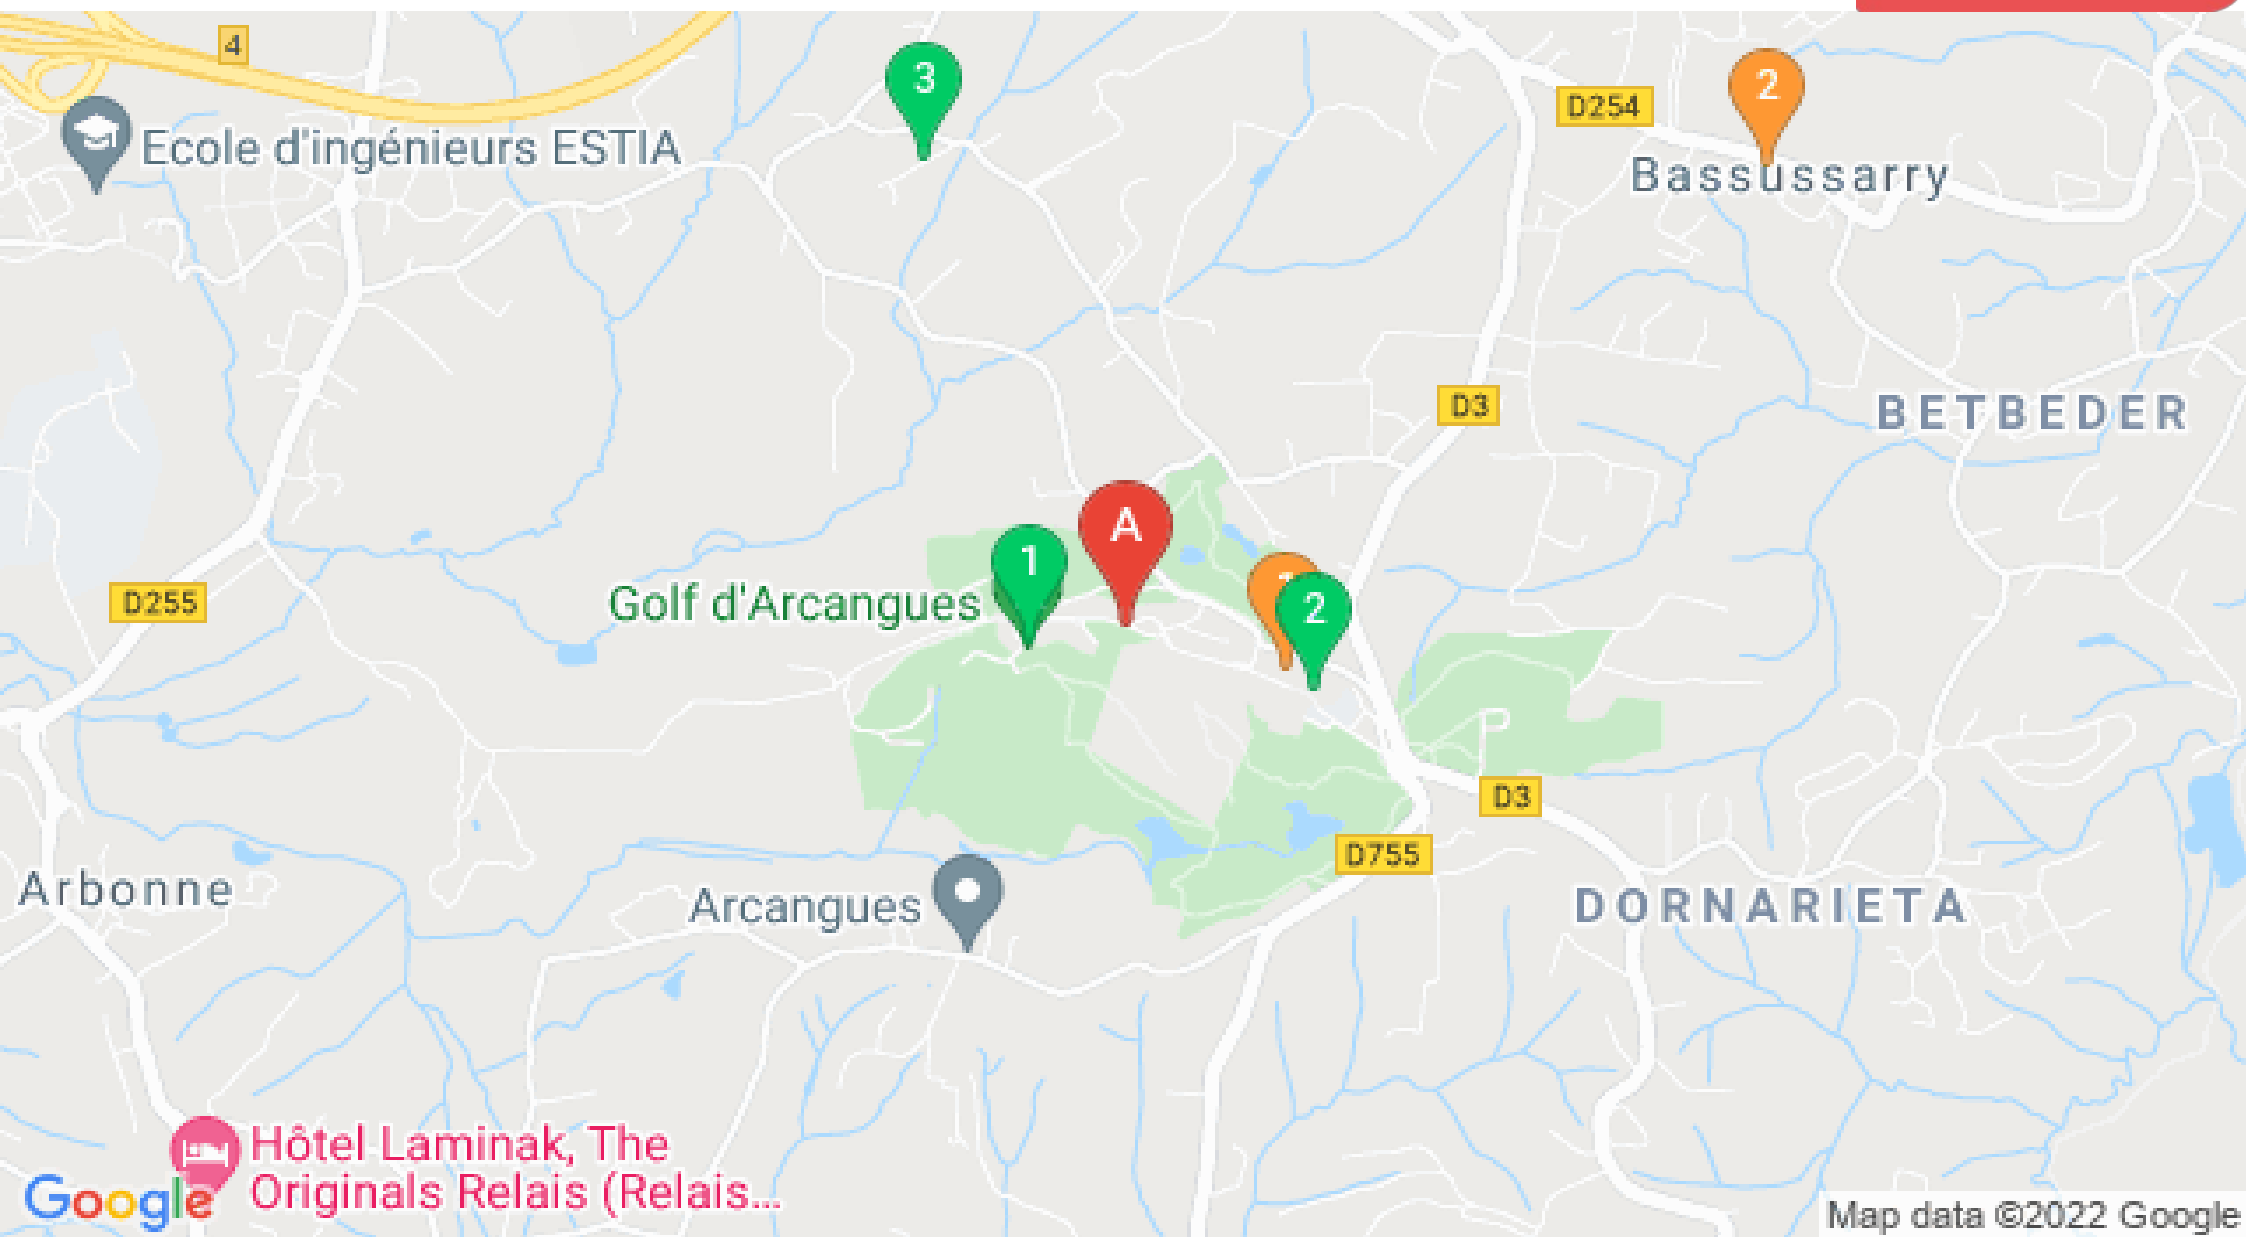 4
3
2
D254
Ecole d'ingénieurs ESTIA
Bassussarry
D3
BETBEDER
A
1
2
D255
Golf d'Arcangues
D3
D755
Arbonne
Arcangues
DORNARIETA
Hôtel Laminak, The
Originals Relais (Relais...
Google
Map data ©2022 Google